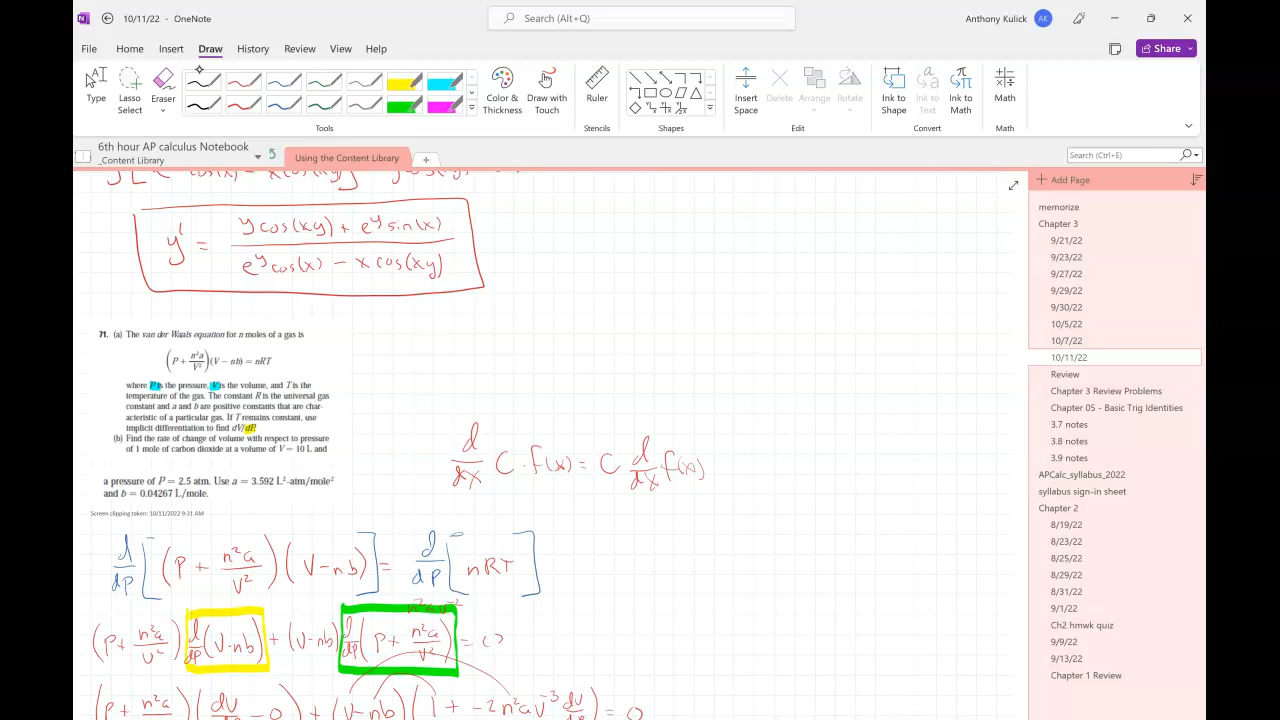 10/11/22 - OneNote
Search (Alt+Q)
Anthony Kulick AK
File Home Insert Draw History Review View Help
Share
Type Lasso Select Eraser Color & Thickness Draw with Touch Ruler Insert Space Delete Arrange Rotate Ink to Shape Ink to Text Ink to Math Math
Tools Stencils Shapes Edit Convert Math
6th hour AP calculus Notebook
_Content Library
Using the Content Library
Search (Ctrl+E)
y' = (y cos(xy) + e^y sin(x)) / (e^y cos(x) - x cos(xy))
71. (a) The van der Waals equation for n moles of a gas is
(P + n²a/V²)(V − nb) = nRT
where P is the pressure, V is the volume, and T is the
temperature of the gas. The constant R is the universal gas
constant and a and b are positive constants that are char-
acteristic of a particular gas. If T remains constant, use
implicit differentiation to find dV/dP.
(b) Find the rate of change of volume with respect to pressure
of 1 mole of carbon dioxide at a volume of V = 10 L and
a pressure of P = 2.5 atm. Use a = 3.592 L²-atm/mole²
and b = 0.04267 L/mole.
Screen clipping taken: 10/11/2022 9:31 AM
d/dx C · f(x) = C d/dx f(x)
d/dP [(P + n²a/V²)(V − nb)] = d/dP [nRT]
n²a v⁻²
(P + n²a/V²) d/dP (V − nb) + (V − nb) d/dP (P + n²a/V²) = 0
(P + n²a/ (dV/ − 0) + (V − nb)(1 + −2n²a V⁻³ dV/dP) = 0
Add Page
memorize
Chapter 3
9/21/22
9/23/22
9/27/22
9/29/22
9/30/22
10/5/22
10/7/22
10/11/22
Review
Chapter 3 Review Problems
Chapter 05 - Basic Trig Identities
3.7 notes
3.8 notes
3.9 notes
APCalc_syllabus_2022
syllabus sign-in sheet
Chapter 2
8/19/22
8/23/22
8/25/22
8/29/22
8/31/22
9/1/22
Ch2 hmwk quiz
9/9/22
9/13/22
Chapter 1 Review